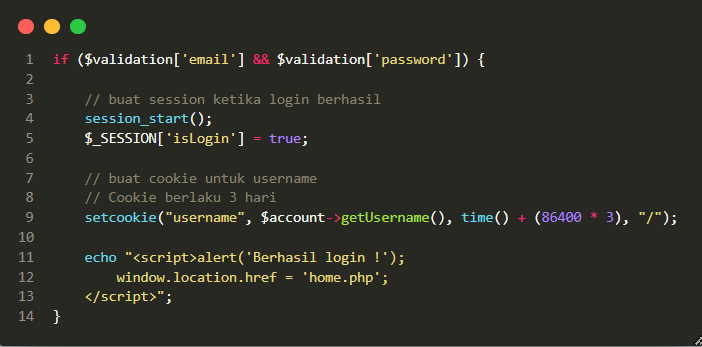 1 if ($validation['email'] && $validation['password']) {
2
3 // buat session ketika login berhasil
4 session_start();
5 $_SESSION['isLogin'] = true;
6
7 // buat cookie untuk username
8 // Cookie berlaku 3 hari
9 setcookie("username", $account->getUsername(), time() + (86400 * 3), "/");
10
11 echo "<script>alert('Berhasil login !');
12 window.location.href = 'home.php';
13 </script>";
14 }